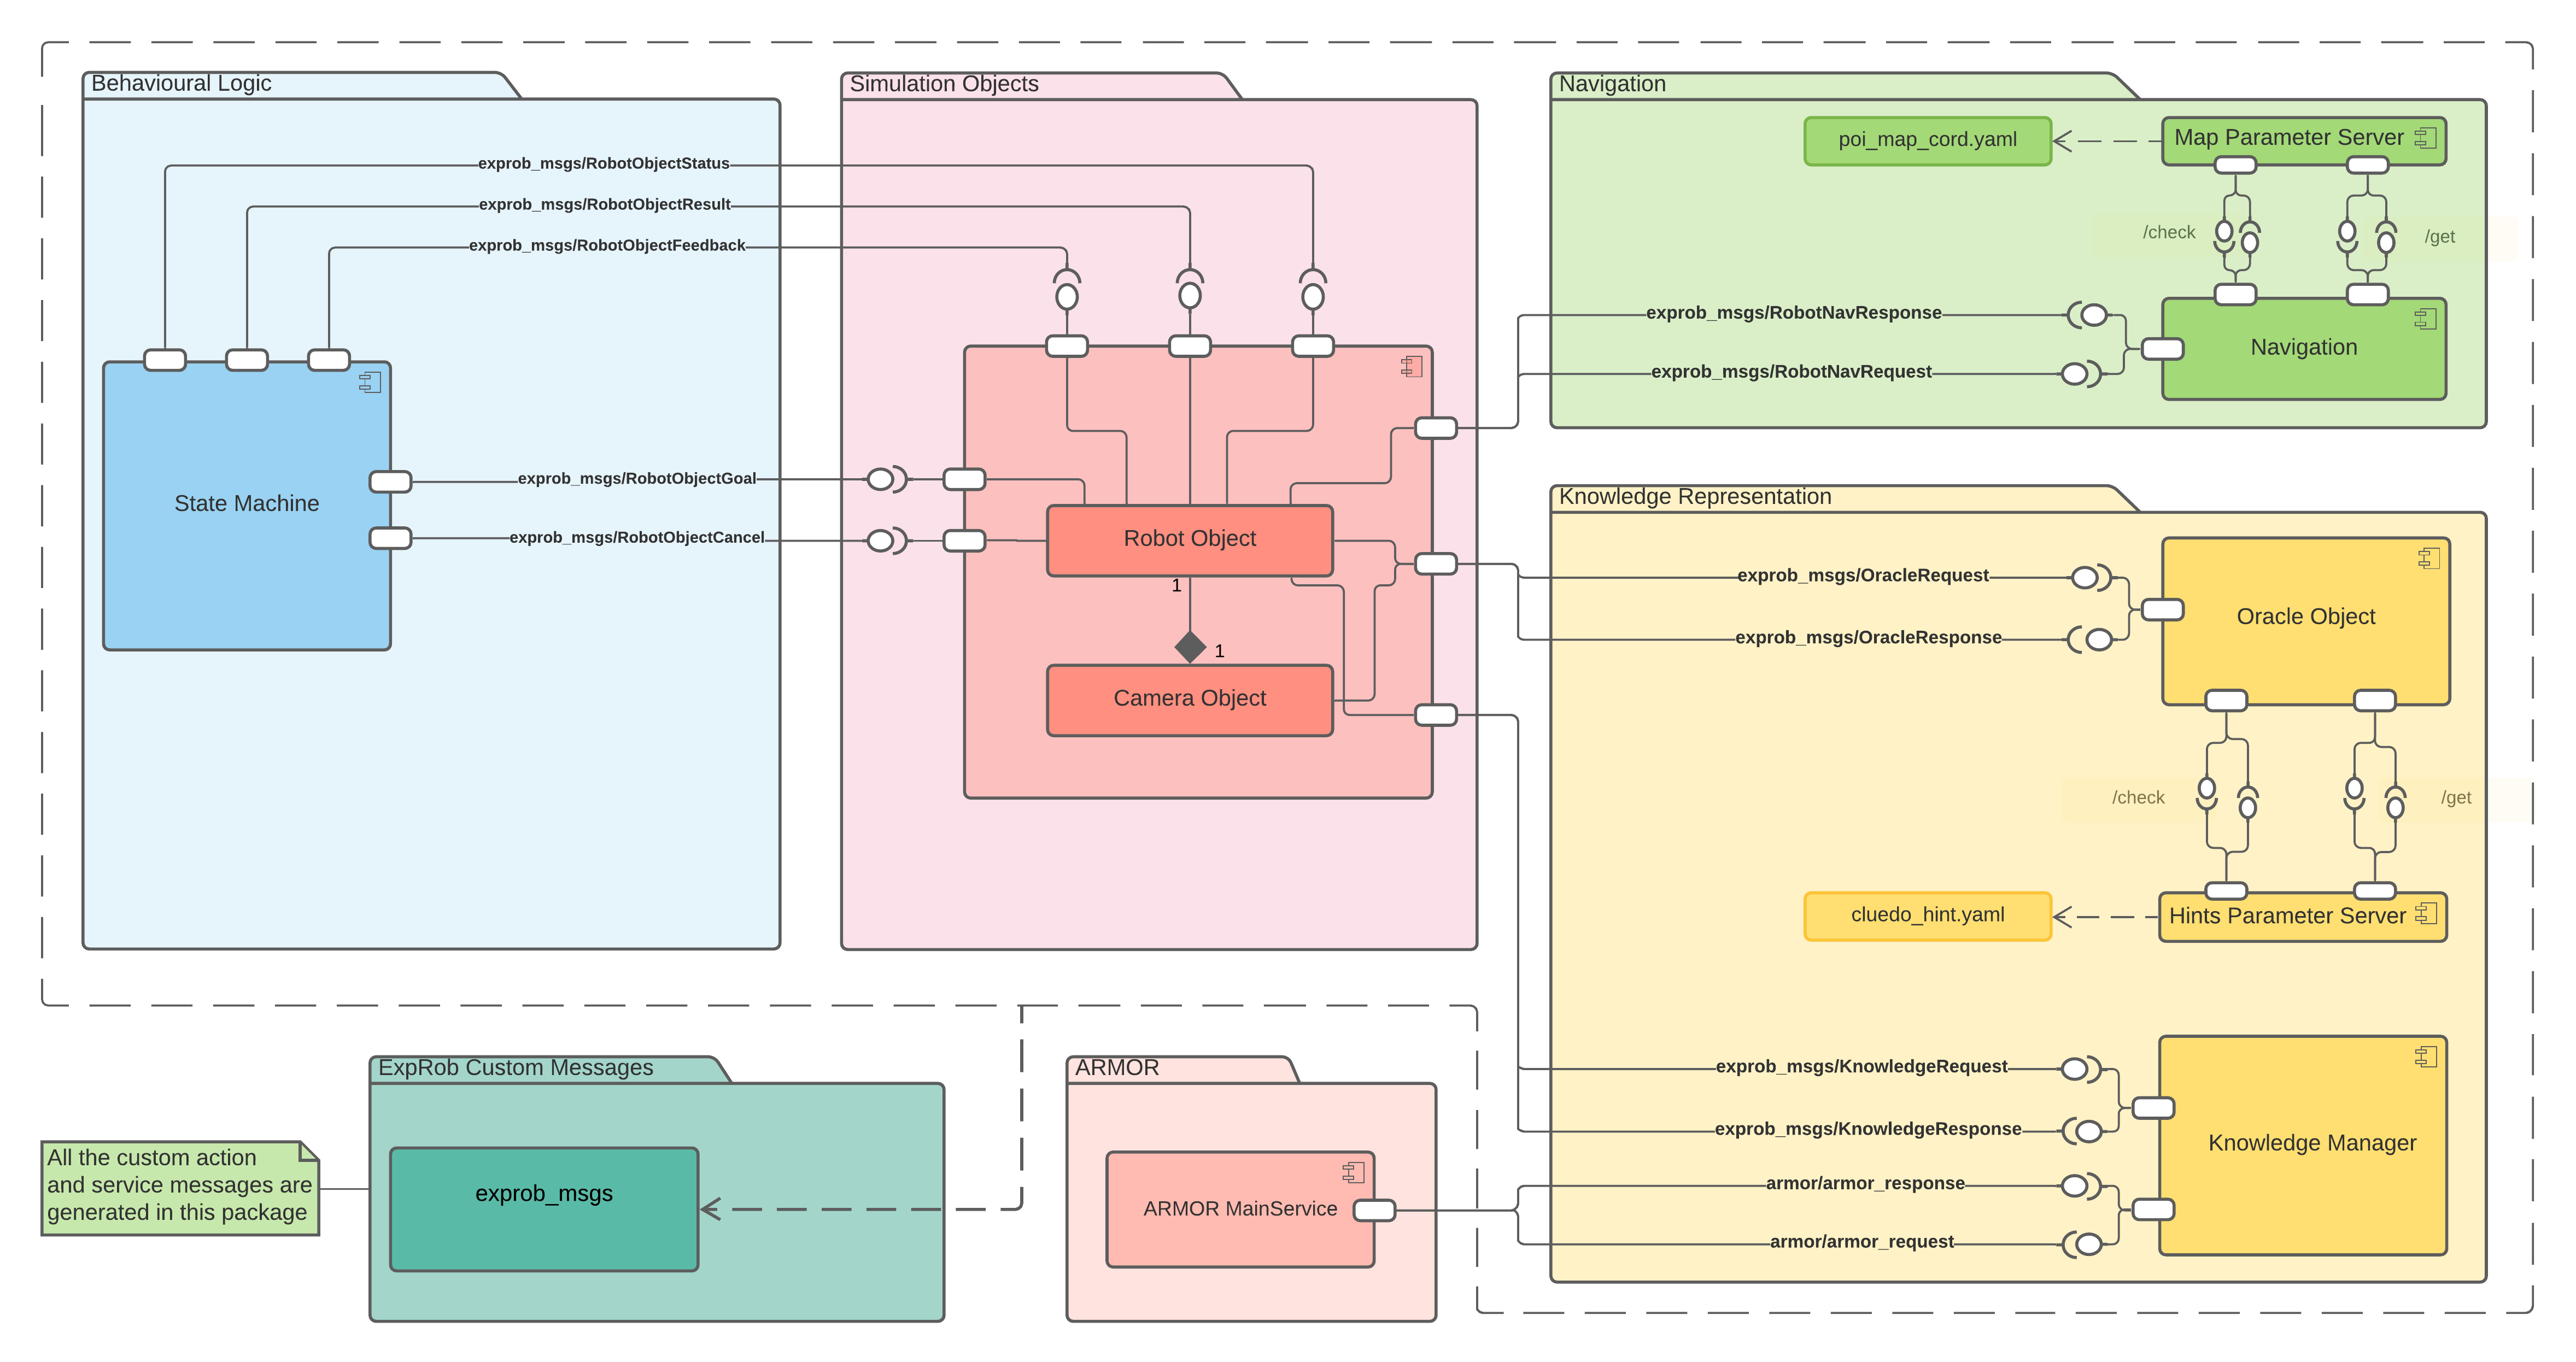 Behavioural Logic
exprob_msgs/RobotObjectStatus
exprob_msgs/RobotObjectResult
exprob_msgs/RobotObjectFeedback
State Machine
exprob_msgs/RobotObjectGoal
exprob_msgs/RobotObjectCancel
Simulation Objects
Robot Object
1
1
Camera Object
Navigation
poi_map_cord.yaml
Map Parameter Server
/check
/get
exprob_msgs/RobotNavResponse
exprob_msgs/RobotNavRequest
Navigation
Knowledge Representation
exprob_msgs/OracleRequest
exprob_msgs/OracleResponse
Oracle Object
/check
/get
cluedo_hint.yaml
Hints Parameter Server
exprob_msgs/KnowledgeRequest
exprob_msgs/KnowledgeResponse
Knowledge Manager
armor/armor_response
armor/armor_request
ExpRob Custom Messages
exprob_msgs
All the custom action
and service messages are
generated in this package
ARMOR
ARMOR MainService